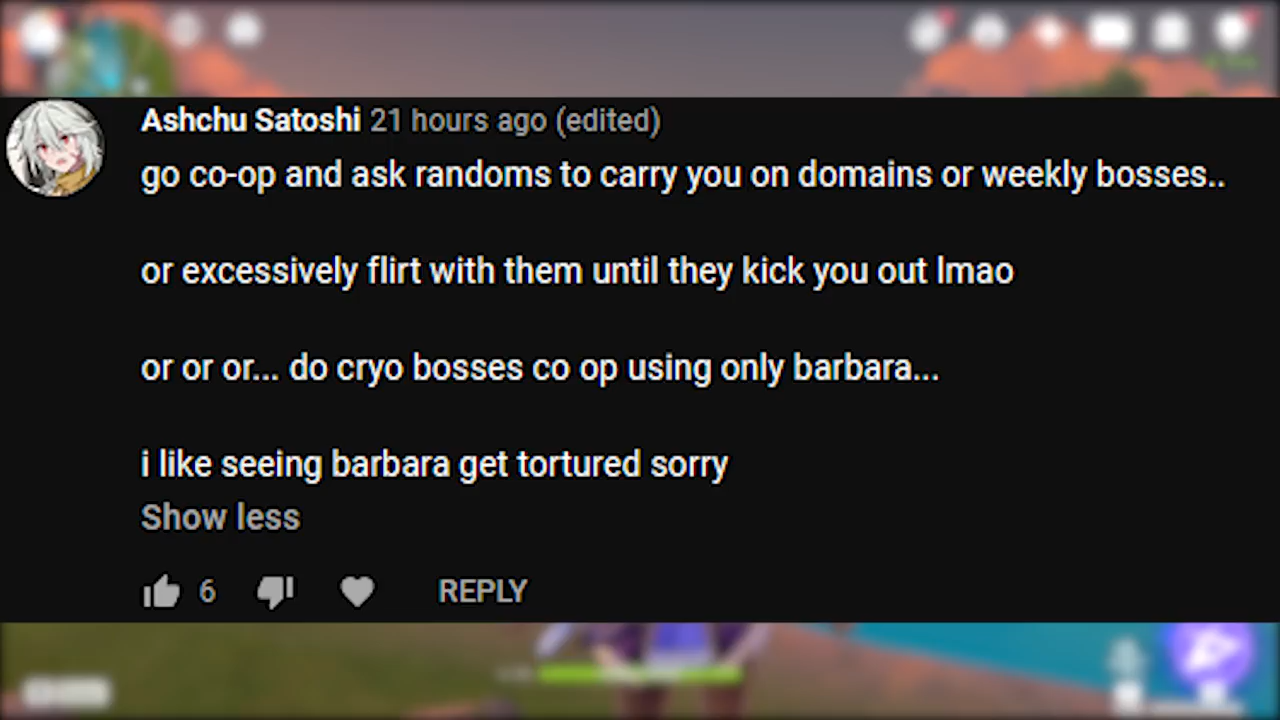 Ashchu Satoshi 21 hours ago (edited)
go co-op and ask randoms to carry you on domains or weekly bosses..
or excessively flirt with them until they kick you out lmao
or or or... do cryo bosses co op using only barbara...
i like seeing barbara get tortured sorry
Show less
6 REPLY